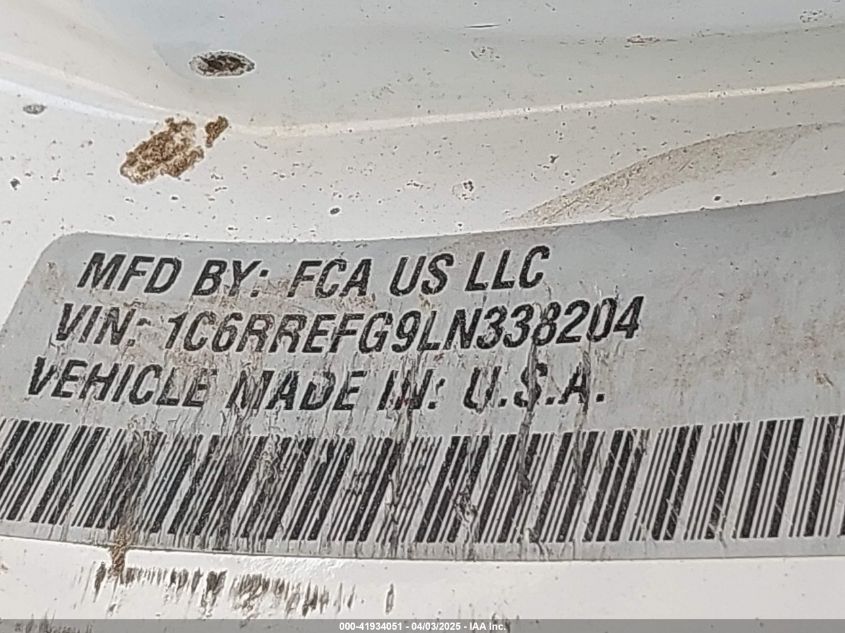 MFD BY: FCA US LLC
VIN: 1C6RREFG9LN338204
VEHICLE MADE IN: U.S.A.
000-41934051 - 04/03/2025 - IAA Inc.